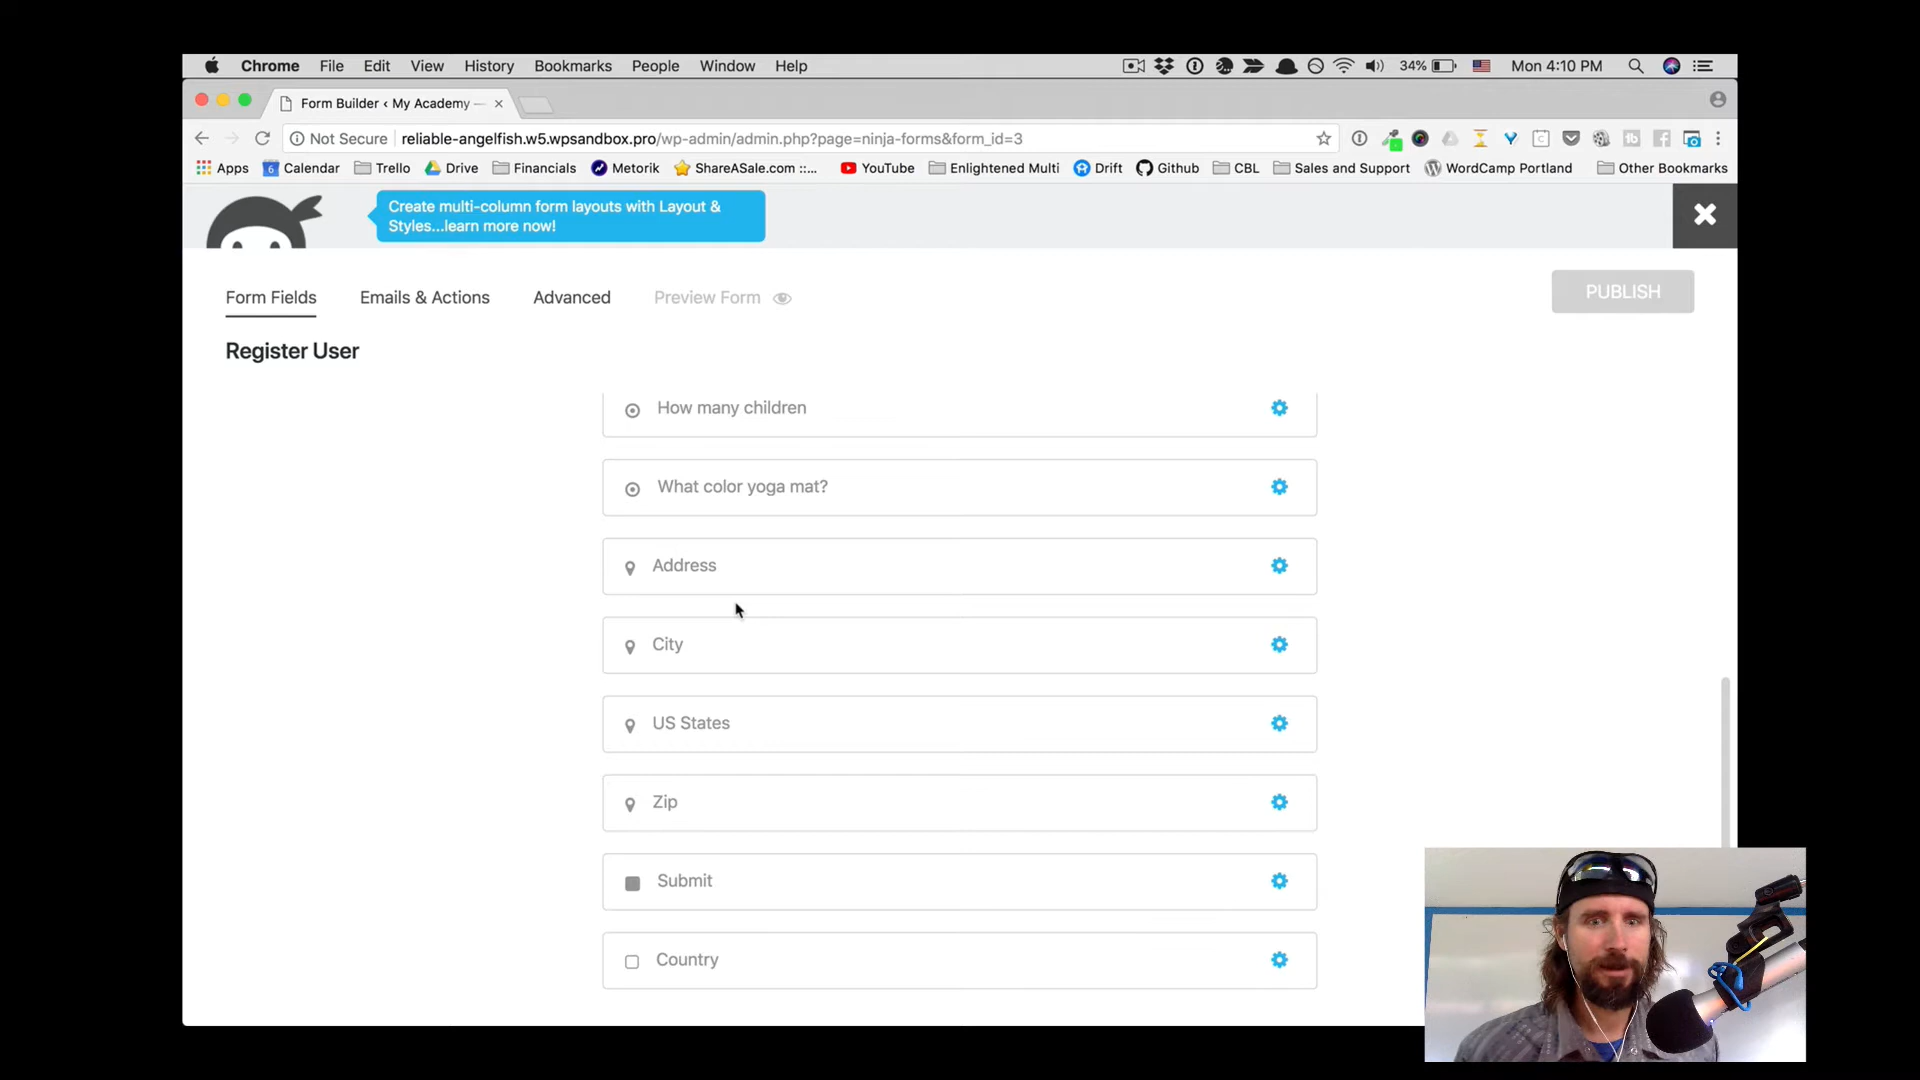 Chrome File Edit View History Bookmarks People Window Help 34% Mon 4:10 PM
Form Builder ‹ My Academy —
Not Secure reliable-angelfish.w5.wpsandbox.pro/wp-admin/admin.php?page=ninja-forms&form_id=3
Apps 6 Calendar Trello Drive Financials Metorik ShareASale.com ::... YouTube Enlightened Multi Drift Github CBL Sales and Support WordCamp Portland Other Bookmarks
Create multi-column form layouts with Layout &
Styles...learn more now!
Form Fields Emails & Actions Advanced Preview Form PUBLISH
Register User
How many children
What color yoga mat?
Address
City
US States
Zip
Submit
Country